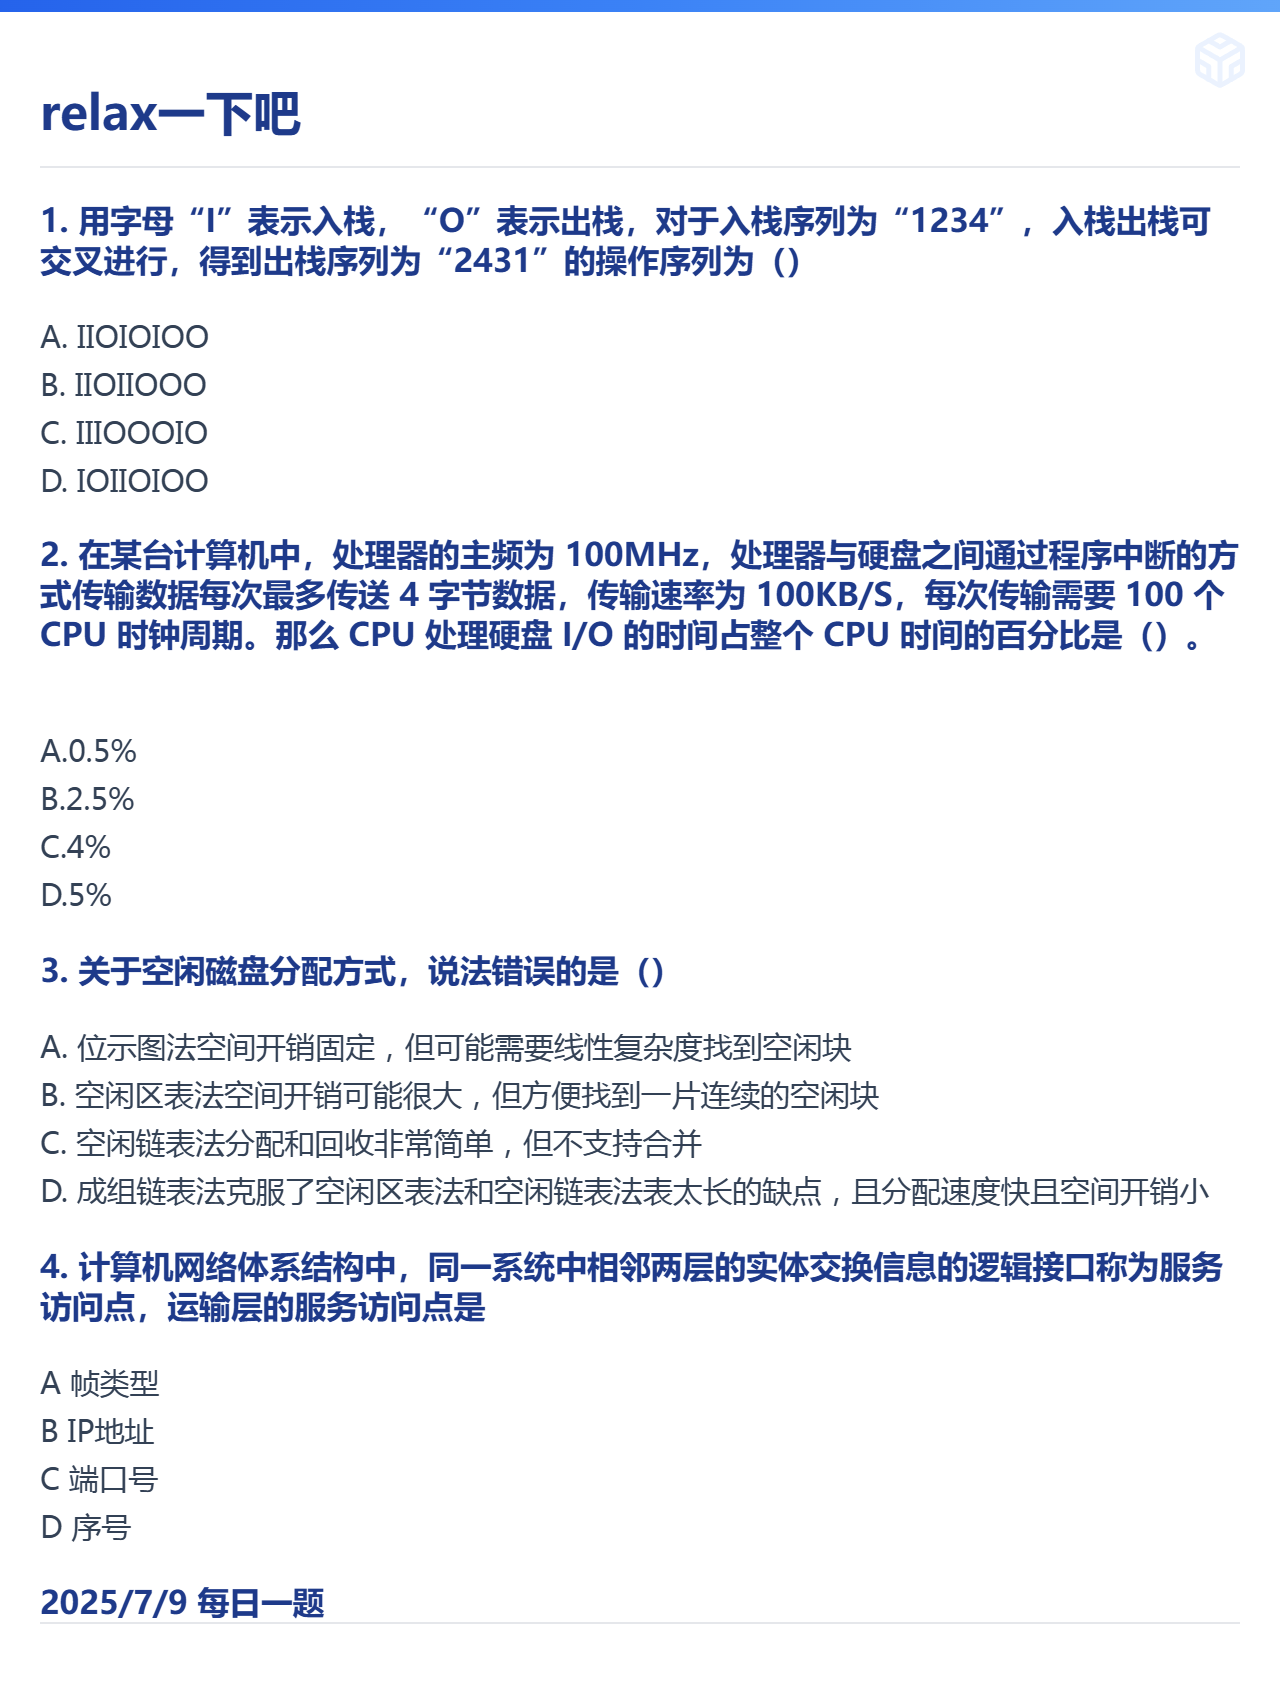 relax一下吧
1. 用字母“I”表示入栈，“O”表示出栈，对于入栈序列为“1234”，入栈出栈可
交叉进行，得到出栈序列为“2431”的操作序列为（）
A. IIOIOIOO
B. IIOIIOOO
C. IIIOOOIO
D. IOIIOIOO
2. 在某台计算机中，处理器的主频为 100MHz，处理器与硬盘之间通过程序中断的方
式传输数据每次最多传送 4 字节数据，传输速率为 100KB/S，每次传输需要 100 个
CPU 时钟周期。那么 CPU 处理硬盘 I/O 的时间占整个 CPU 时间的百分比是（）。
A.0.5%
B.2.5%
C.4%
D.5%
3. 关于空闲磁盘分配方式，说法错误的是（）
A. 位示图法空间开销固定，但可能需要线性复杂度找到空闲块
B. 空闲区表法空间开销可能很大，但方便找到一片连续的空闲块
C. 空闲链表法分配和回收非常简单，但不支持合并
D. 成组链表法克服了空闲区表法和空闲链表法表太长的缺点，且分配速度快且空间开销小
4. 计算机网络体系结构中，同一系统中相邻两层的实体交换信息的逻辑接口称为服务
访问点，运输层的服务访问点是
A 帧类型
B IP地址
C 端口号
D 序号
2025/7/9 每日一题